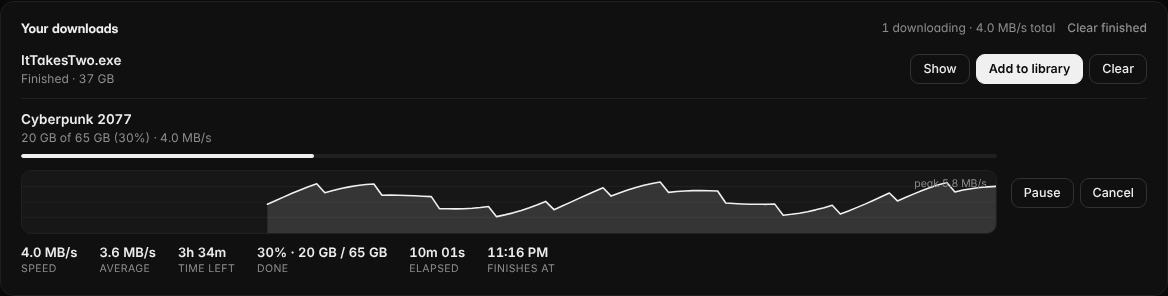 Your downloads
1 downloading · 4.0 MB/s total Clear finished
ItTakesTwo.exe
Finished · 37 GB
Show Add to library Clear
Cyberpunk 2077
20 GB of 65 GB (30%) · 4.0 MB/s
peak 5.8 MB/s
Pause Cancel
4.0 MB/s 3.6 MB/s 3h 34m 30% · 20 GB / 65 GB 10m 01s 11:16 PM
SPEED AVERAGE TIME LEFT DONE ELAPSED FINISHES AT